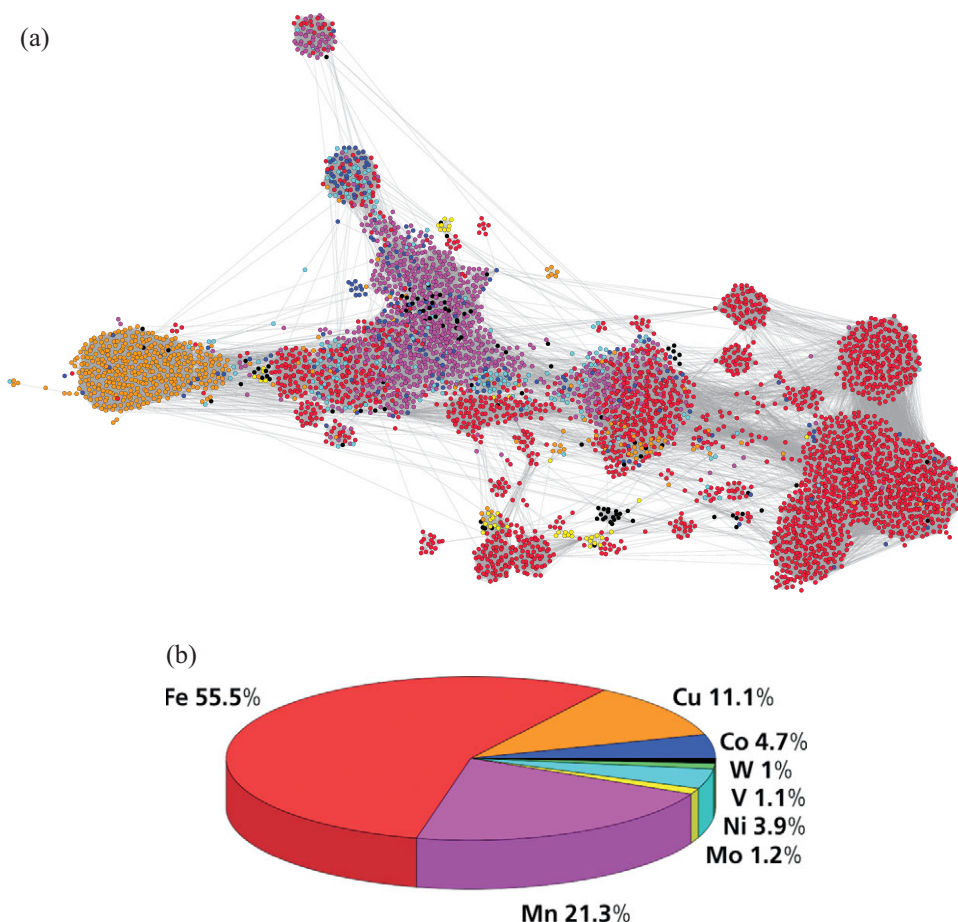 (a)
(b)
Fe 55.5%
Cu 11.1%
Co 4.7%
W 1%
V 1.1%
Ni 3.9%
Mo 1.2%
Mn 21.3%